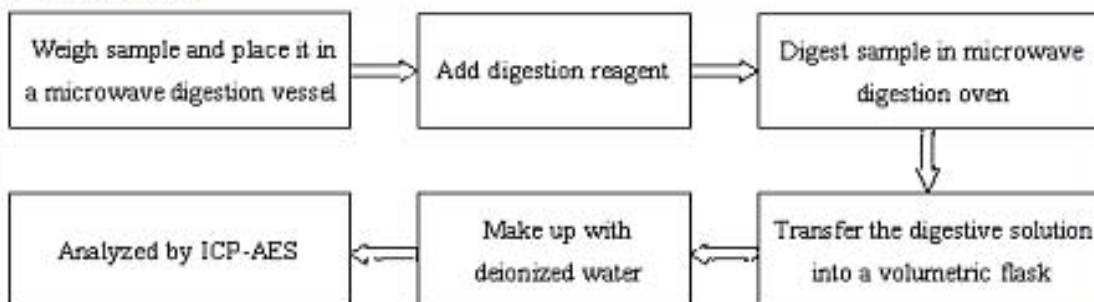 Weigh sample and place it in
a microwave digestion vessel
Add digestion reagent
Digest sample in microwave
digestion oven
Transfer the digestive solution
into a volumetric flask
Make up with
deionized water
Analyzed by ICP-AES